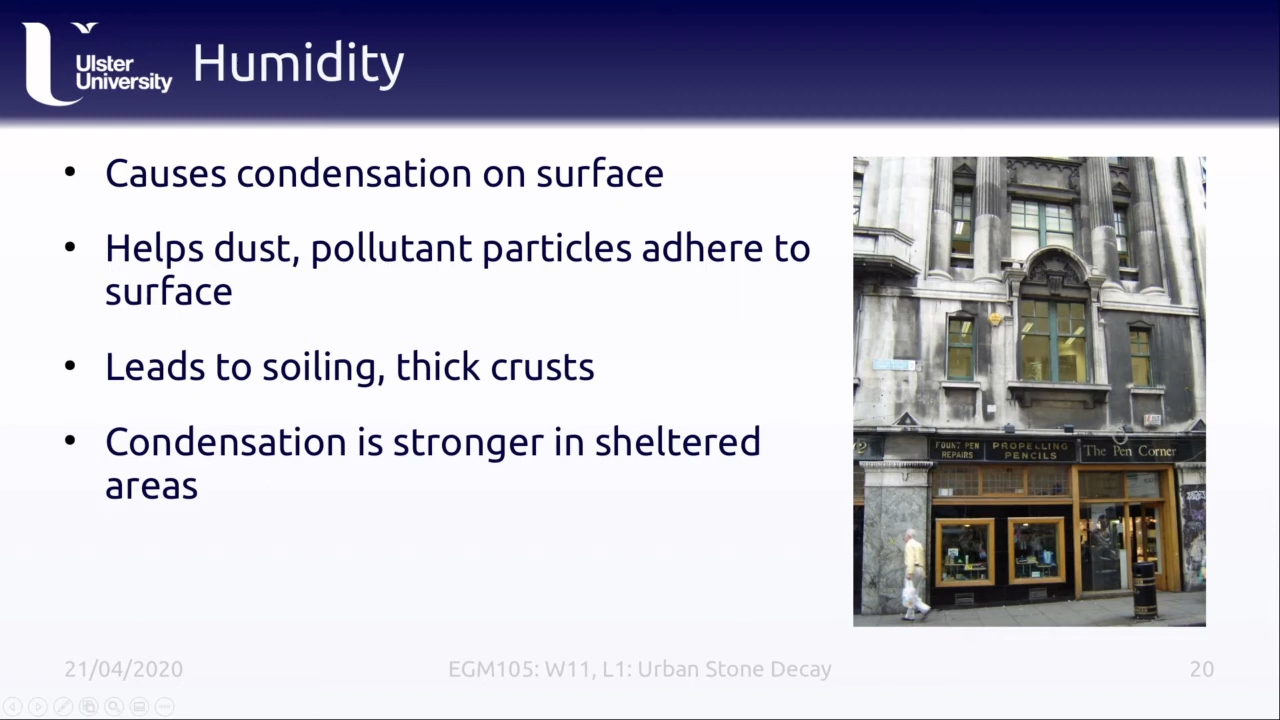 Ulster
University
Humidity
• Causes condensation on surface
• Helps dust, pollutant particles adhere to
surface
• Leads to soiling, thick crusts
• Condensation is stronger in sheltered
areas
FOUNT PEN
REPAIRS
PROPELLING
PENCILS
The Pen Corner
21/04/2020
EGM105: W11, L1: Urban Stone Decay
20